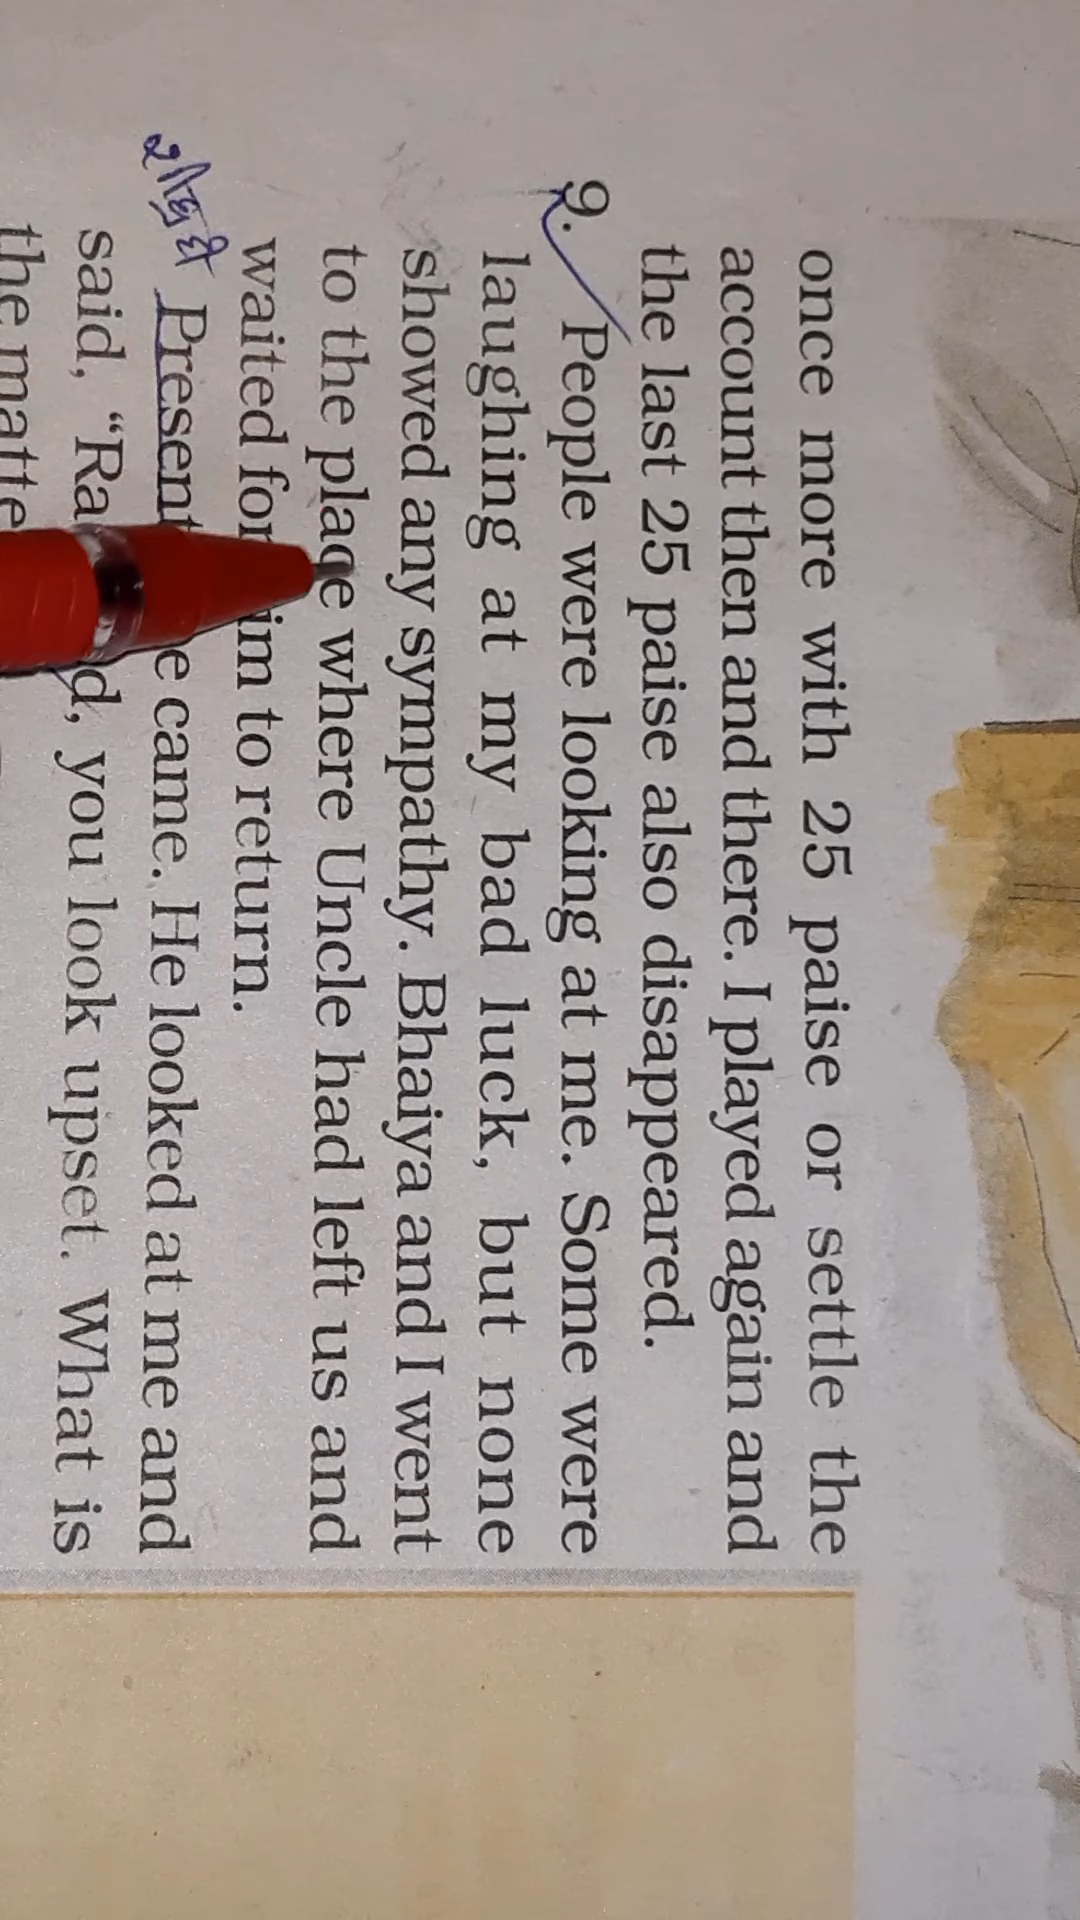 once more with 25 paise or settle the
account then and there. I played again and
the last 25 paise also disappeared.
9. People were looking at me. Some were
laughing at my bad luck, but none
showed any sympathy. Bhaiya and I went
to the place where Uncle had left us and
waited for im to return.
Present e came. He looked at me and
said, “Ra d, you look upset. What is
the matte